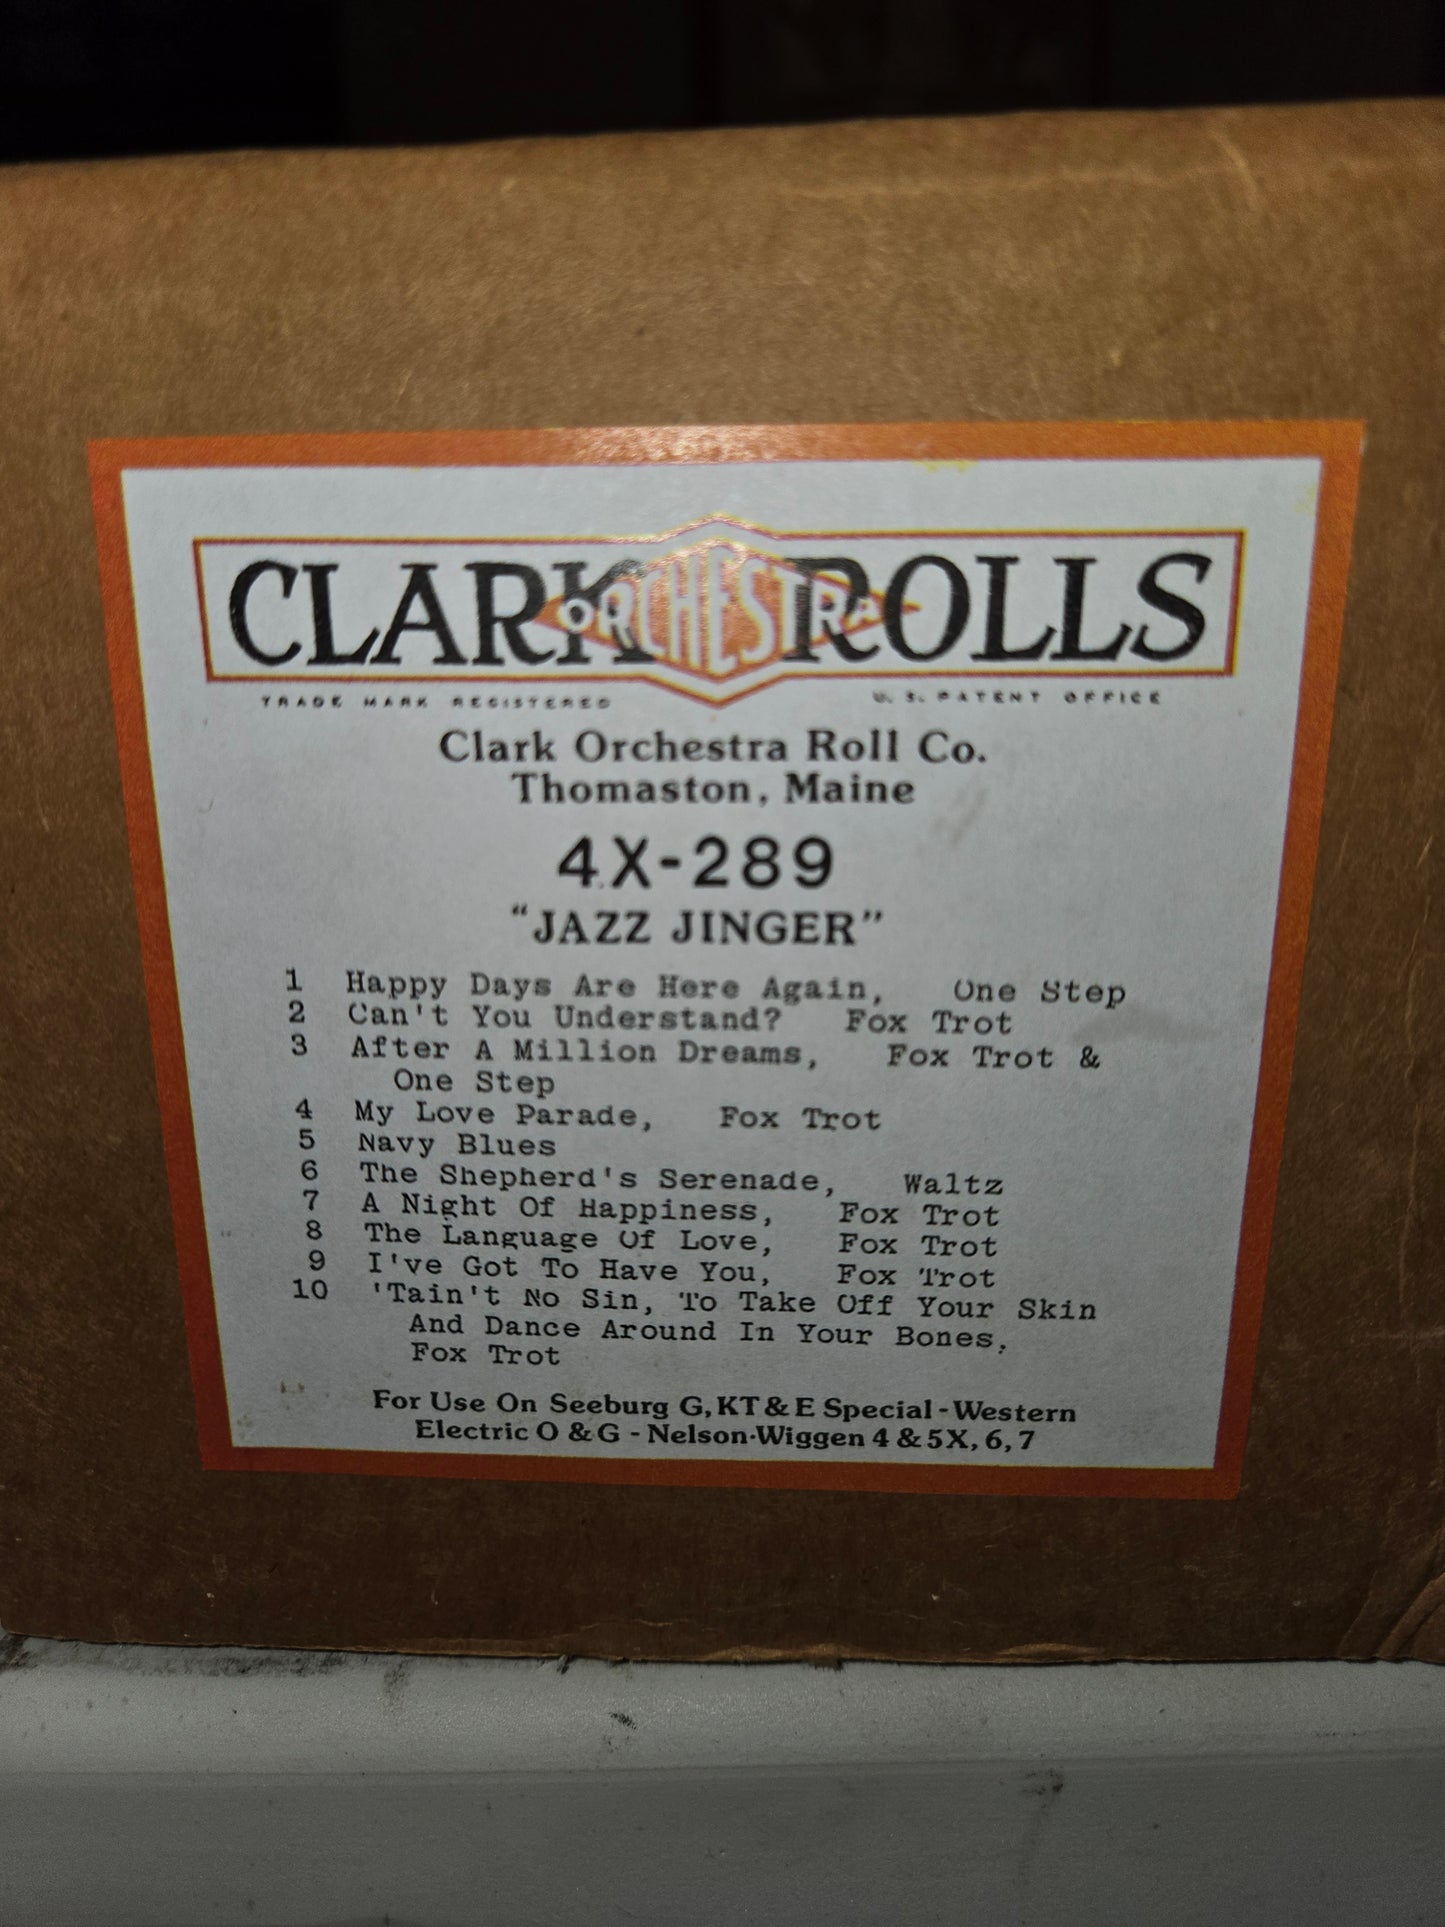 CLARK ORCHESTRA ROLLS
TRADE MARK REGISTERED U. S. PATENT OFFICE
Clark Orchestra Roll Co.
Thomaston, Maine
4X-289
"JAZZ JINGER"
1 Happy Days Are Here Again, One Step
2 Can't You Understand? Fox Trot
3 After A Million Dreams, Fox Trot &
One Step
4 My Love Parade, Fox Trot
5 Navy Blues
6 The Shepherd's Serenade, Waltz
7 A Night Of Happiness, Fox Trot
8 The Language Of Love, Fox Trot
9 I've Got To Have You, Fox Trot
10 'Tain't No Sin, To Take Off Your Skin
And Dance Around In Your Bones,
Fox Trot
For Use On Seeburg G, KT & E Special - Western
Electric O & G - Nelson-Wiggen 4 & 5X, 6, 7